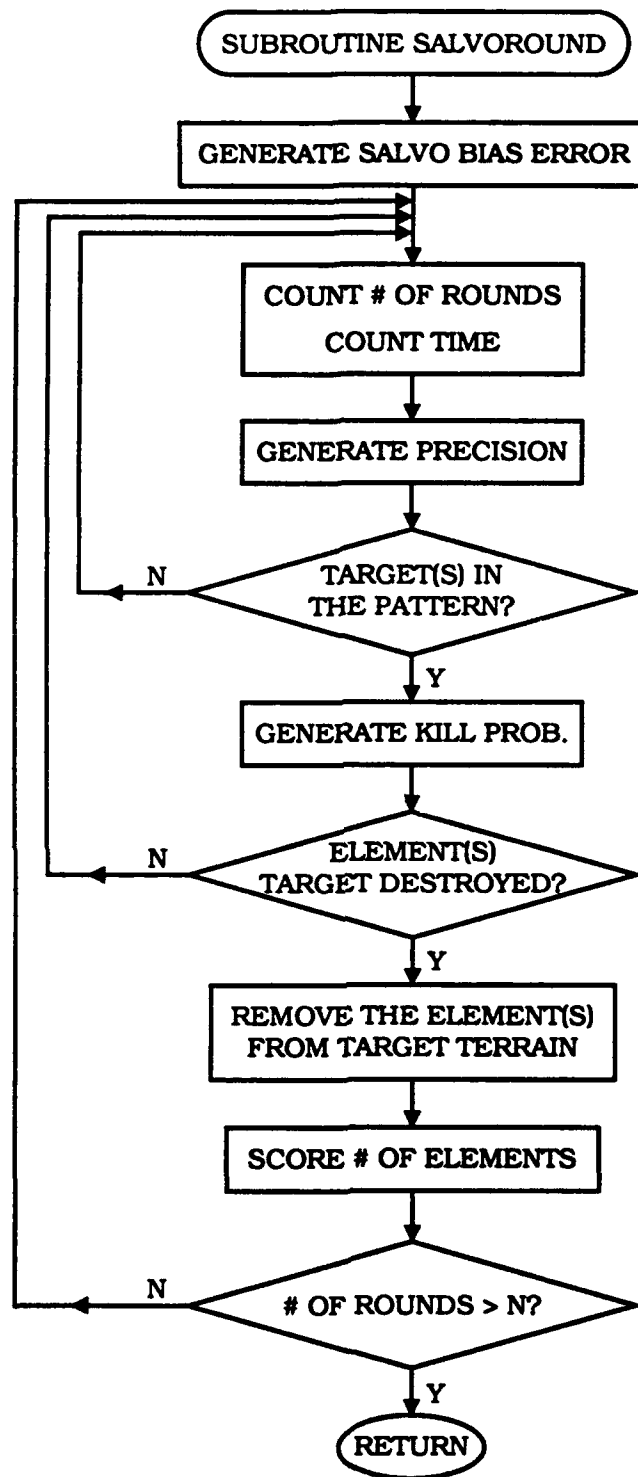 SUBROUTINE SALVOROUND
GENERATE SALVO BIAS ERROR
COUNT # OF ROUNDS
COUNT TIME
GENERATE PRECISION
TARGET(S) IN
THE PATTERN?
N
Y
GENERATE KILL PROB.
ELEMENT(S)
TARGET DESTROYED?
N
Y
REMOVE THE ELEMENT(S)
FROM TARGET TERRAIN
SCORE # OF ELEMENTS
# OF ROUNDS > N?
N
Y
RETURN